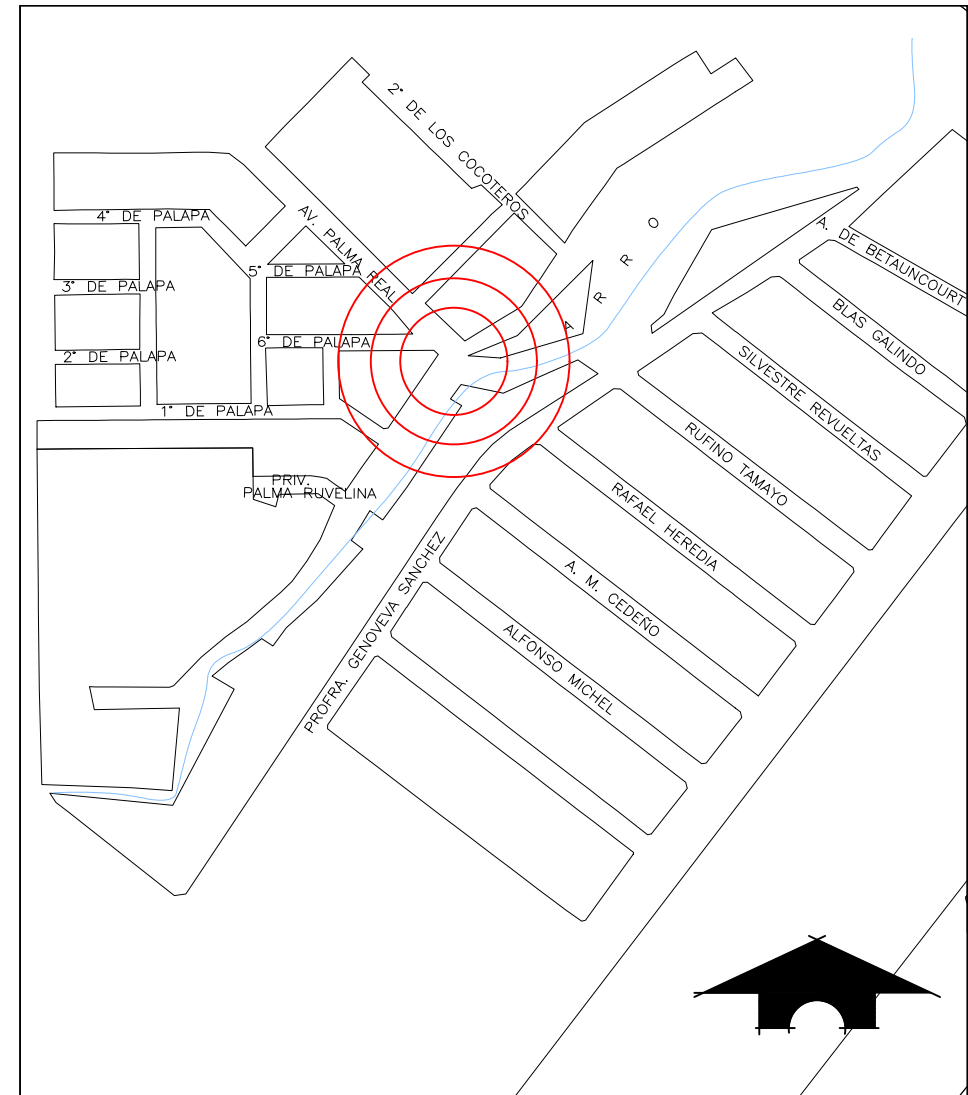 2° DE LOS COCOTEROS
AV. PALMA REAL
4° DE PALAPA
5° DE PALAPA
3° DE PALAPA
6° DE PALAPA
2° DE PALAPA
1° DE PALAPA
PRIV.
PALMA RUVELINA
A R R O
A. DE BETAUNCOURT
BLAS GALINDO
SILVESTRE REVUELTAS
RUFINO TAMAYO
RAFAEL HEREDIA
A. M. CEDEÑO
ALFONSO MICHEL
PROFRA. GENOVEVA SANCHEZ